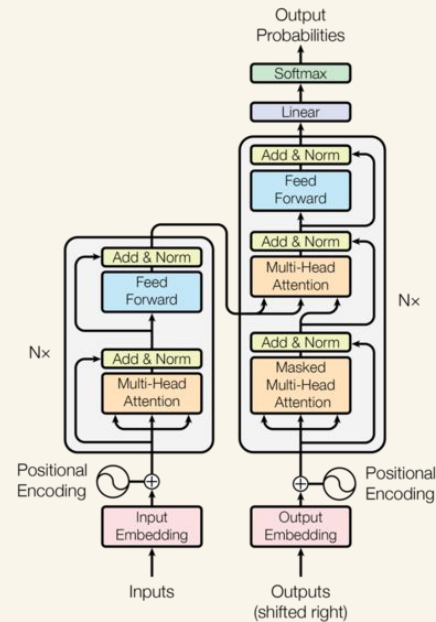 Output
Probabilities
Softmax
Linear
Add & Norm
Feed
Forward
Add & Norm
Multi-Head
Attention
Add & Norm
Masked
Multi-Head
Attention
N×
Add & Norm
Feed
Forward
N×
Add & Norm
Multi-Head
Attention
Positional
Encoding
Positional
Encoding
Input
Embedding
Output
Embedding
Inputs
Outputs
(shifted right)